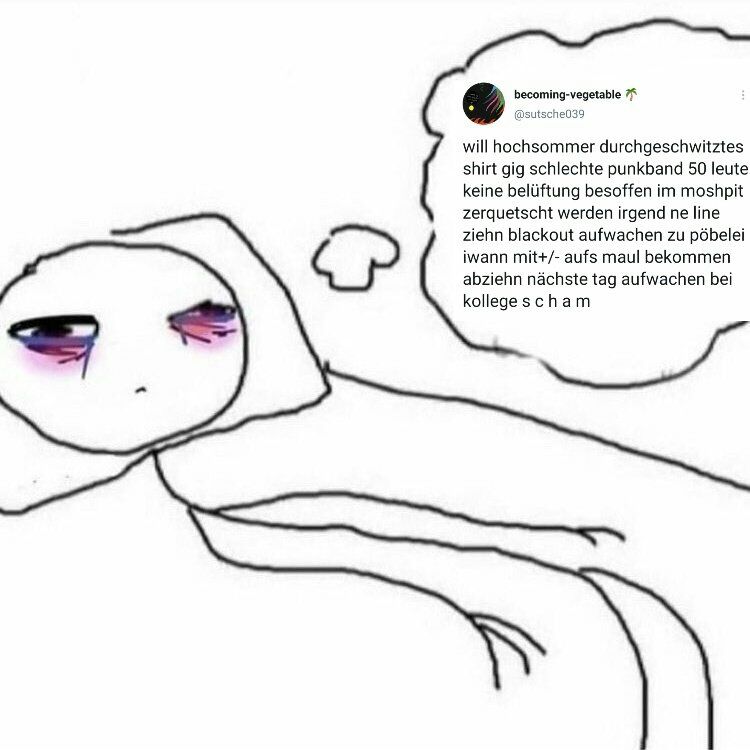 becoming-vegetable 🌴
@sutsche039
will hochsommer durchgeschwitztes
shirt gig schlechte punkband 50 leute
keine belüftung besoffen im moshpit
zerquetscht werden irgend ne line
ziehn blackout aufwachen zu pöbelei
iwann mit+/- aufs maul bekommen
abziehn nächste tag aufwachen bei
kollege s c h a m